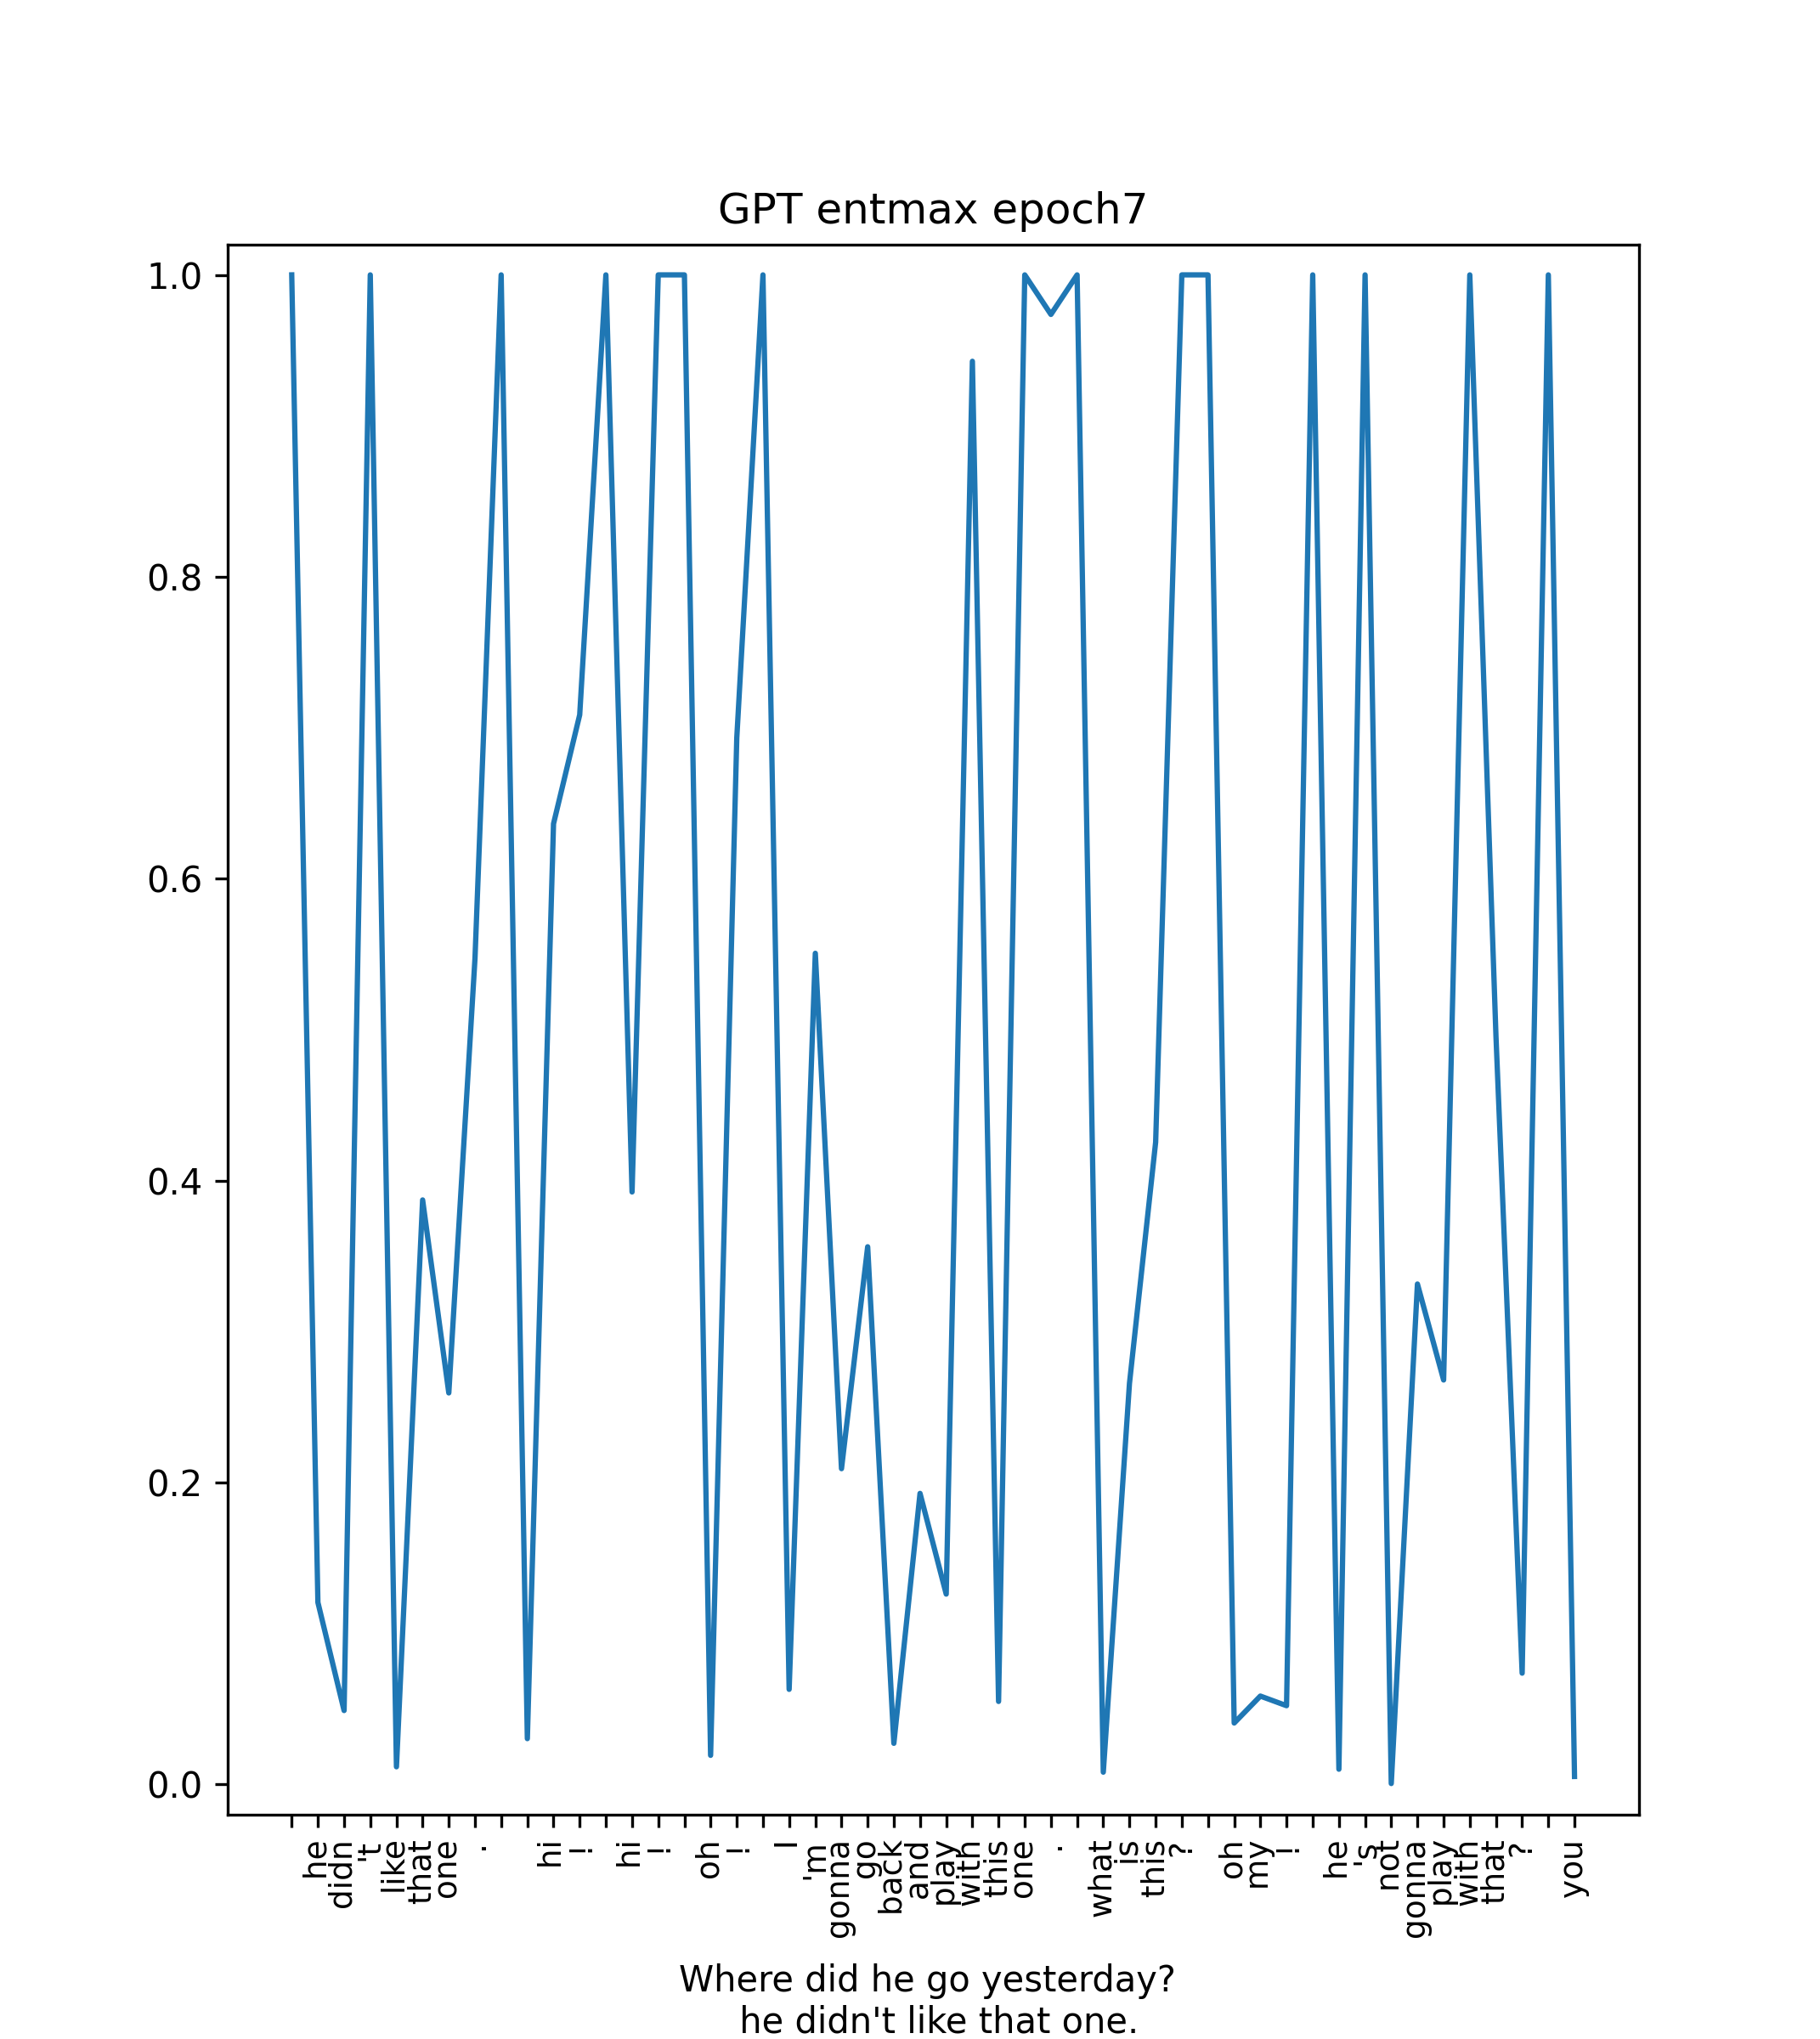 GPT entmax epoch7
1.0
0.8
0.6
0.4
0.2
0.0
he
didn
't
like
that
one
.
hi
!
hi
!
oh
!
I
'm
gonna
go
back
and
play
with
this
one
.
what
is
this
?
oh
my
!
he
's
not
gonna
play
with
that
?
you
Where did he go yesterday?
he didn't like that one.